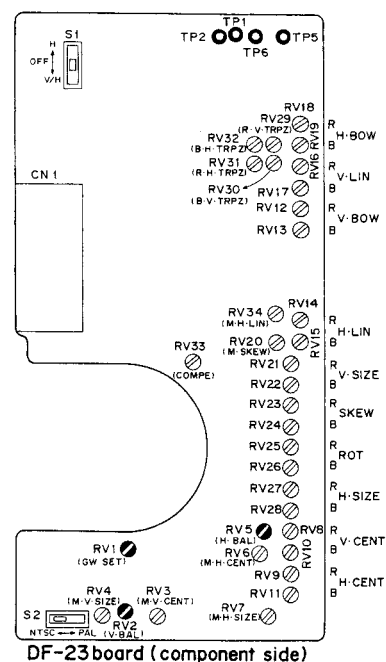 TP1
S1
TP2
TP5
H
TP6
OFF
V/H
RV18
RV29
(R·V·TRPZ)
RV19
R
H·BOW
RV32
(B·H·TRPZ)
B
RV31
(R·H·TRPZ)
RV16
R
V·LIN
CN1
RV30
(B·V·TRPZ)
RV17
B
RV12
R
V·BOW
RV13
B
RV34
(M·H·LIN)
RV14
R
H·LIN
RV20
(M·SKEW)
RV15
B
RV33
(COMPE)
RV21
R
V·SIZE
RV22
B
RV23
R
SKEW
RV24
B
RV25
R
ROT
RV26
B
RV27
R
H·SIZE
RV28
B
RV5
(H·BAL)
RV8
R
V·CENT
RV1
(GW SET)
RV6
(M·H·CENT)
RV10
B
RV9
R
H·CENT
RV11
B
RV4
(M·V·SIZE)
RV3
(M·V·CENT)
RV7
(M·H·SIZE)
S2
RV2
(V·BAL)
NTSC ↔ PAL
DF-23 board (component side)